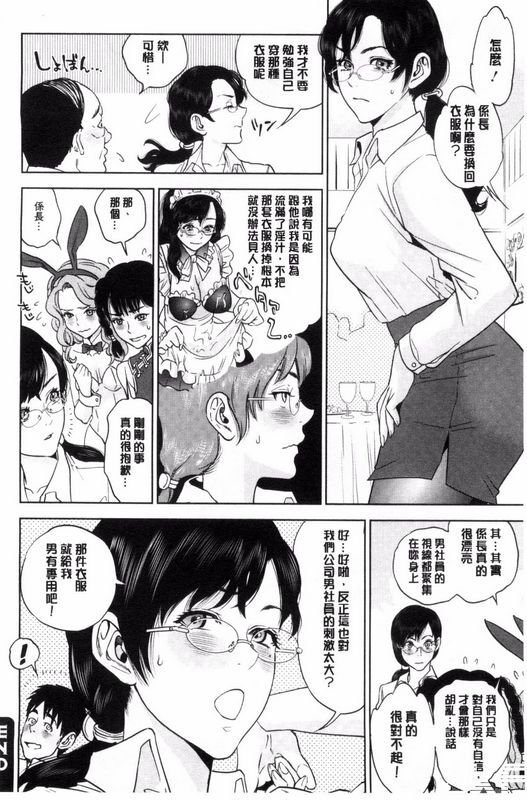 怎麼！
係長
為什麼要換回
衣服啊？
我才不要
勉強自己
穿那種
衣服呢
欸—
可惜…
しょぼん…
我哪有可能
跟他說我是因為
流滿了淫汁，不把
那套衣服換掉根本
就沒辦法見人…
那、
那個…
係長…
剛剛的事
真的很抱歉…
其…其實
係長真的
很漂亮
男社員的
視線都聚集
在妳身上
我們只是
對自己沒有自信，
才會那樣
胡亂…說話
真的
很對不起！
好…好啦，反正這也對
我們公司男社員的刺激
太大？
那件衣服
就給我
男有專用吧！
！
END